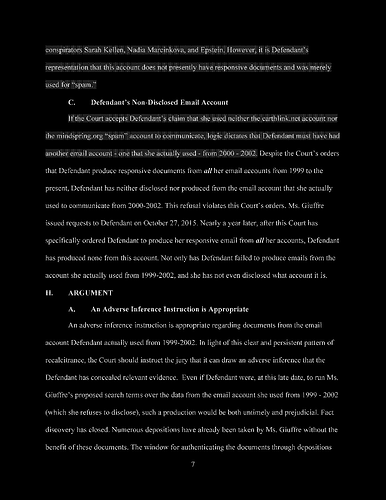 conspirators Sarah Kellen, Nadia Marcinkova, and Epstein. However, it is Defendant's
representation that this account does not presently have responsive documents and was merely
used for "spam."
C. Defendant's Non-Disclosed Email Account
If the Court accepts Defendant's claim that she used neither the earthlink.net account nor
the mindspring.org "spam" account to communicate, logic dictates that Defendant must have had
another email account - one that she actually used - from 2000 - 2002. Despite the Court's orders
that Defendant produce responsive documents from all her email accounts from 1999 to the
present, Defendant has neither disclosed nor produced from the email account that she actually
used to communicate from 2000-2002. This refusal violates this Court's orders. Ms. Giuffre
issued requests to Defendant on October 27, 2015. Nearly a year later, after this Court has
specifically ordered Defendant to produce her responsive email from all her accounts, Defendant
has produced none from this account. Not only has Defendant failed to produce emails from the
account she actually used from 1999-2002, and she has not even disclosed what account it is.
II. ARGUMENT
A. An Adverse Inference Instruction is Appropriate
An adverse inference instruction is appropriate regarding documents from the email
account Defendant actually used from 1999-2002. In light of this clear and persistent pattern of
recalcitrance, the Court should instruct the jury that it can draw an adverse inference that the
Defendant has concealed relevant evidence. Even if Defendant were, at this late date, to run Ms.
Giuffre's proposed search terms over the data from the email account she used from 1999 - 2002
(which she refuses to disclose), such a production would be both untimely and prejudicial. Fact
discovery has closed. Numerous depositions have already been taken by Ms. Giuffre without the
benefit of these documents. The window for authenticating the documents through depositions
7